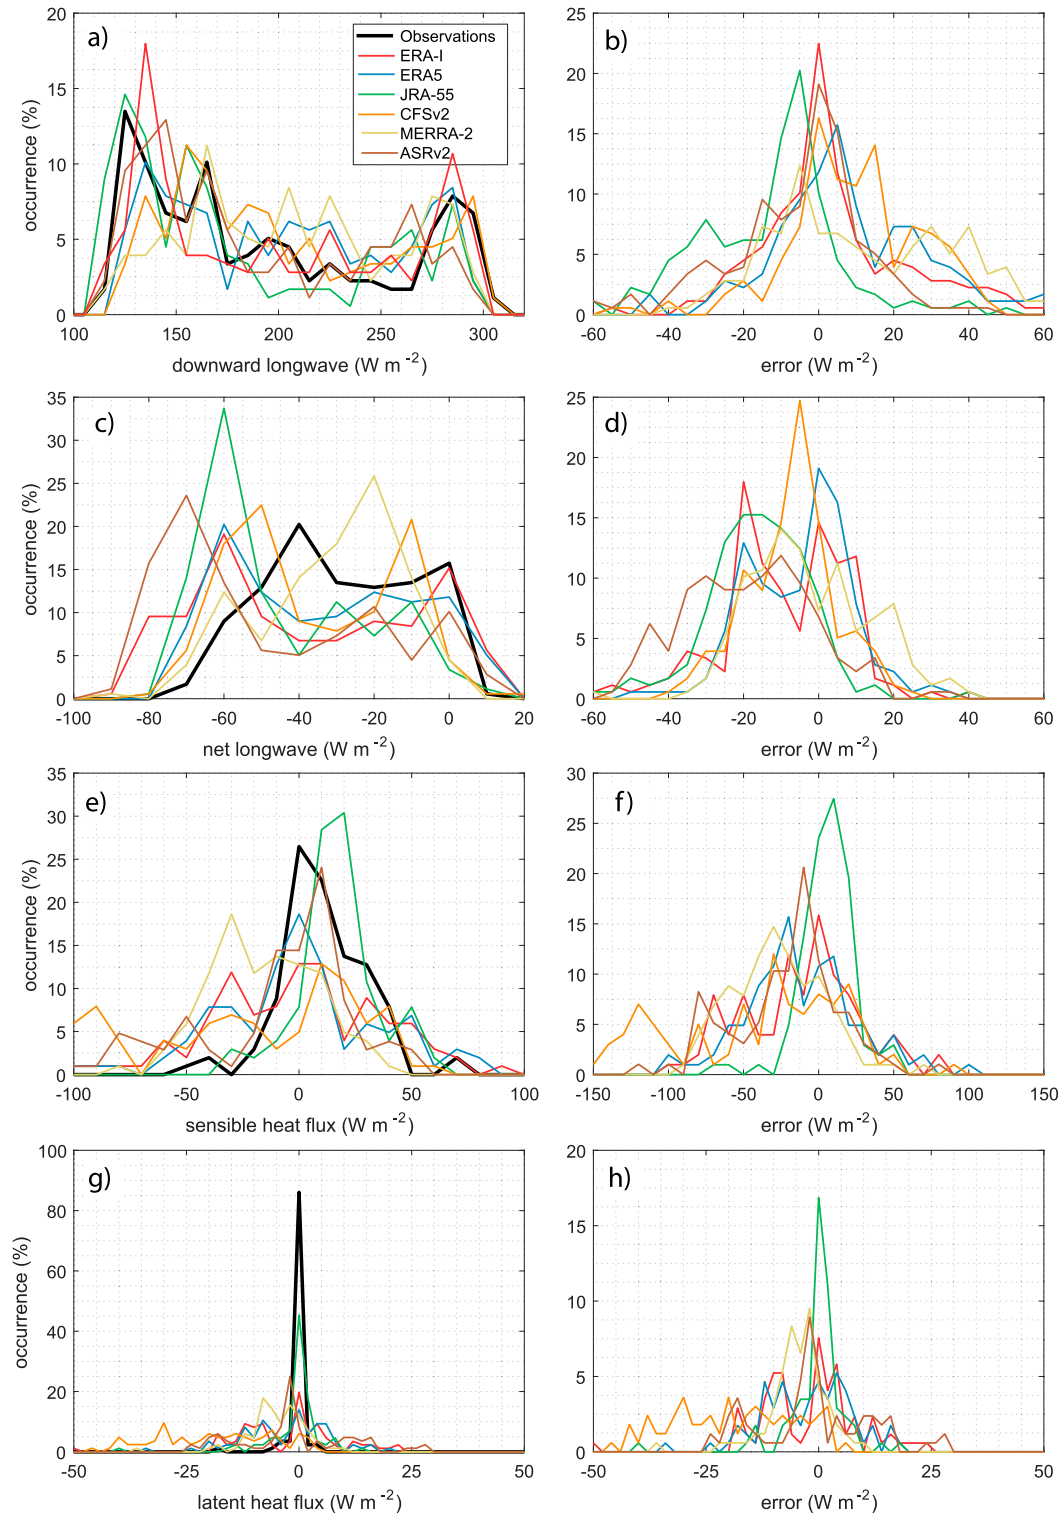 a)
20
15
10
5
0
occurrence (%)
Observations
ERA-I
ERA5
JRA-55
CFSv2
MERRA-2
ASRv2
100 150 200 250 300
downward longwave (W m⁻²)
b)
25
20
15
10
5
0
-60 -40 -20 0 20 40 60
error (W m⁻²)
c)
35
30
25
20
15
10
5
0
occurrence (%)
-100 -80 -60 -40 -20 0 20
net longwave (W m⁻²)
d)
25
20
15
10
5
0
-60 -40 -20 0 20 40 60
error (W m⁻²)
e)
35
30
25
20
15
10
5
0
occurrence (%)
-100 -50 0 50 100
sensible heat flux (W m⁻²)
f)
30
25
20
15
10
5
0
-150 -100 -50 0 50 100 150
error (W m⁻²)
g)
100
80
60
40
20
0
occurrence (%)
-50 -25 0 25 50
latent heat flux (W m⁻²)
h)
20
15
10
5
0
-50 -25 0 25 50
error (W m⁻²)